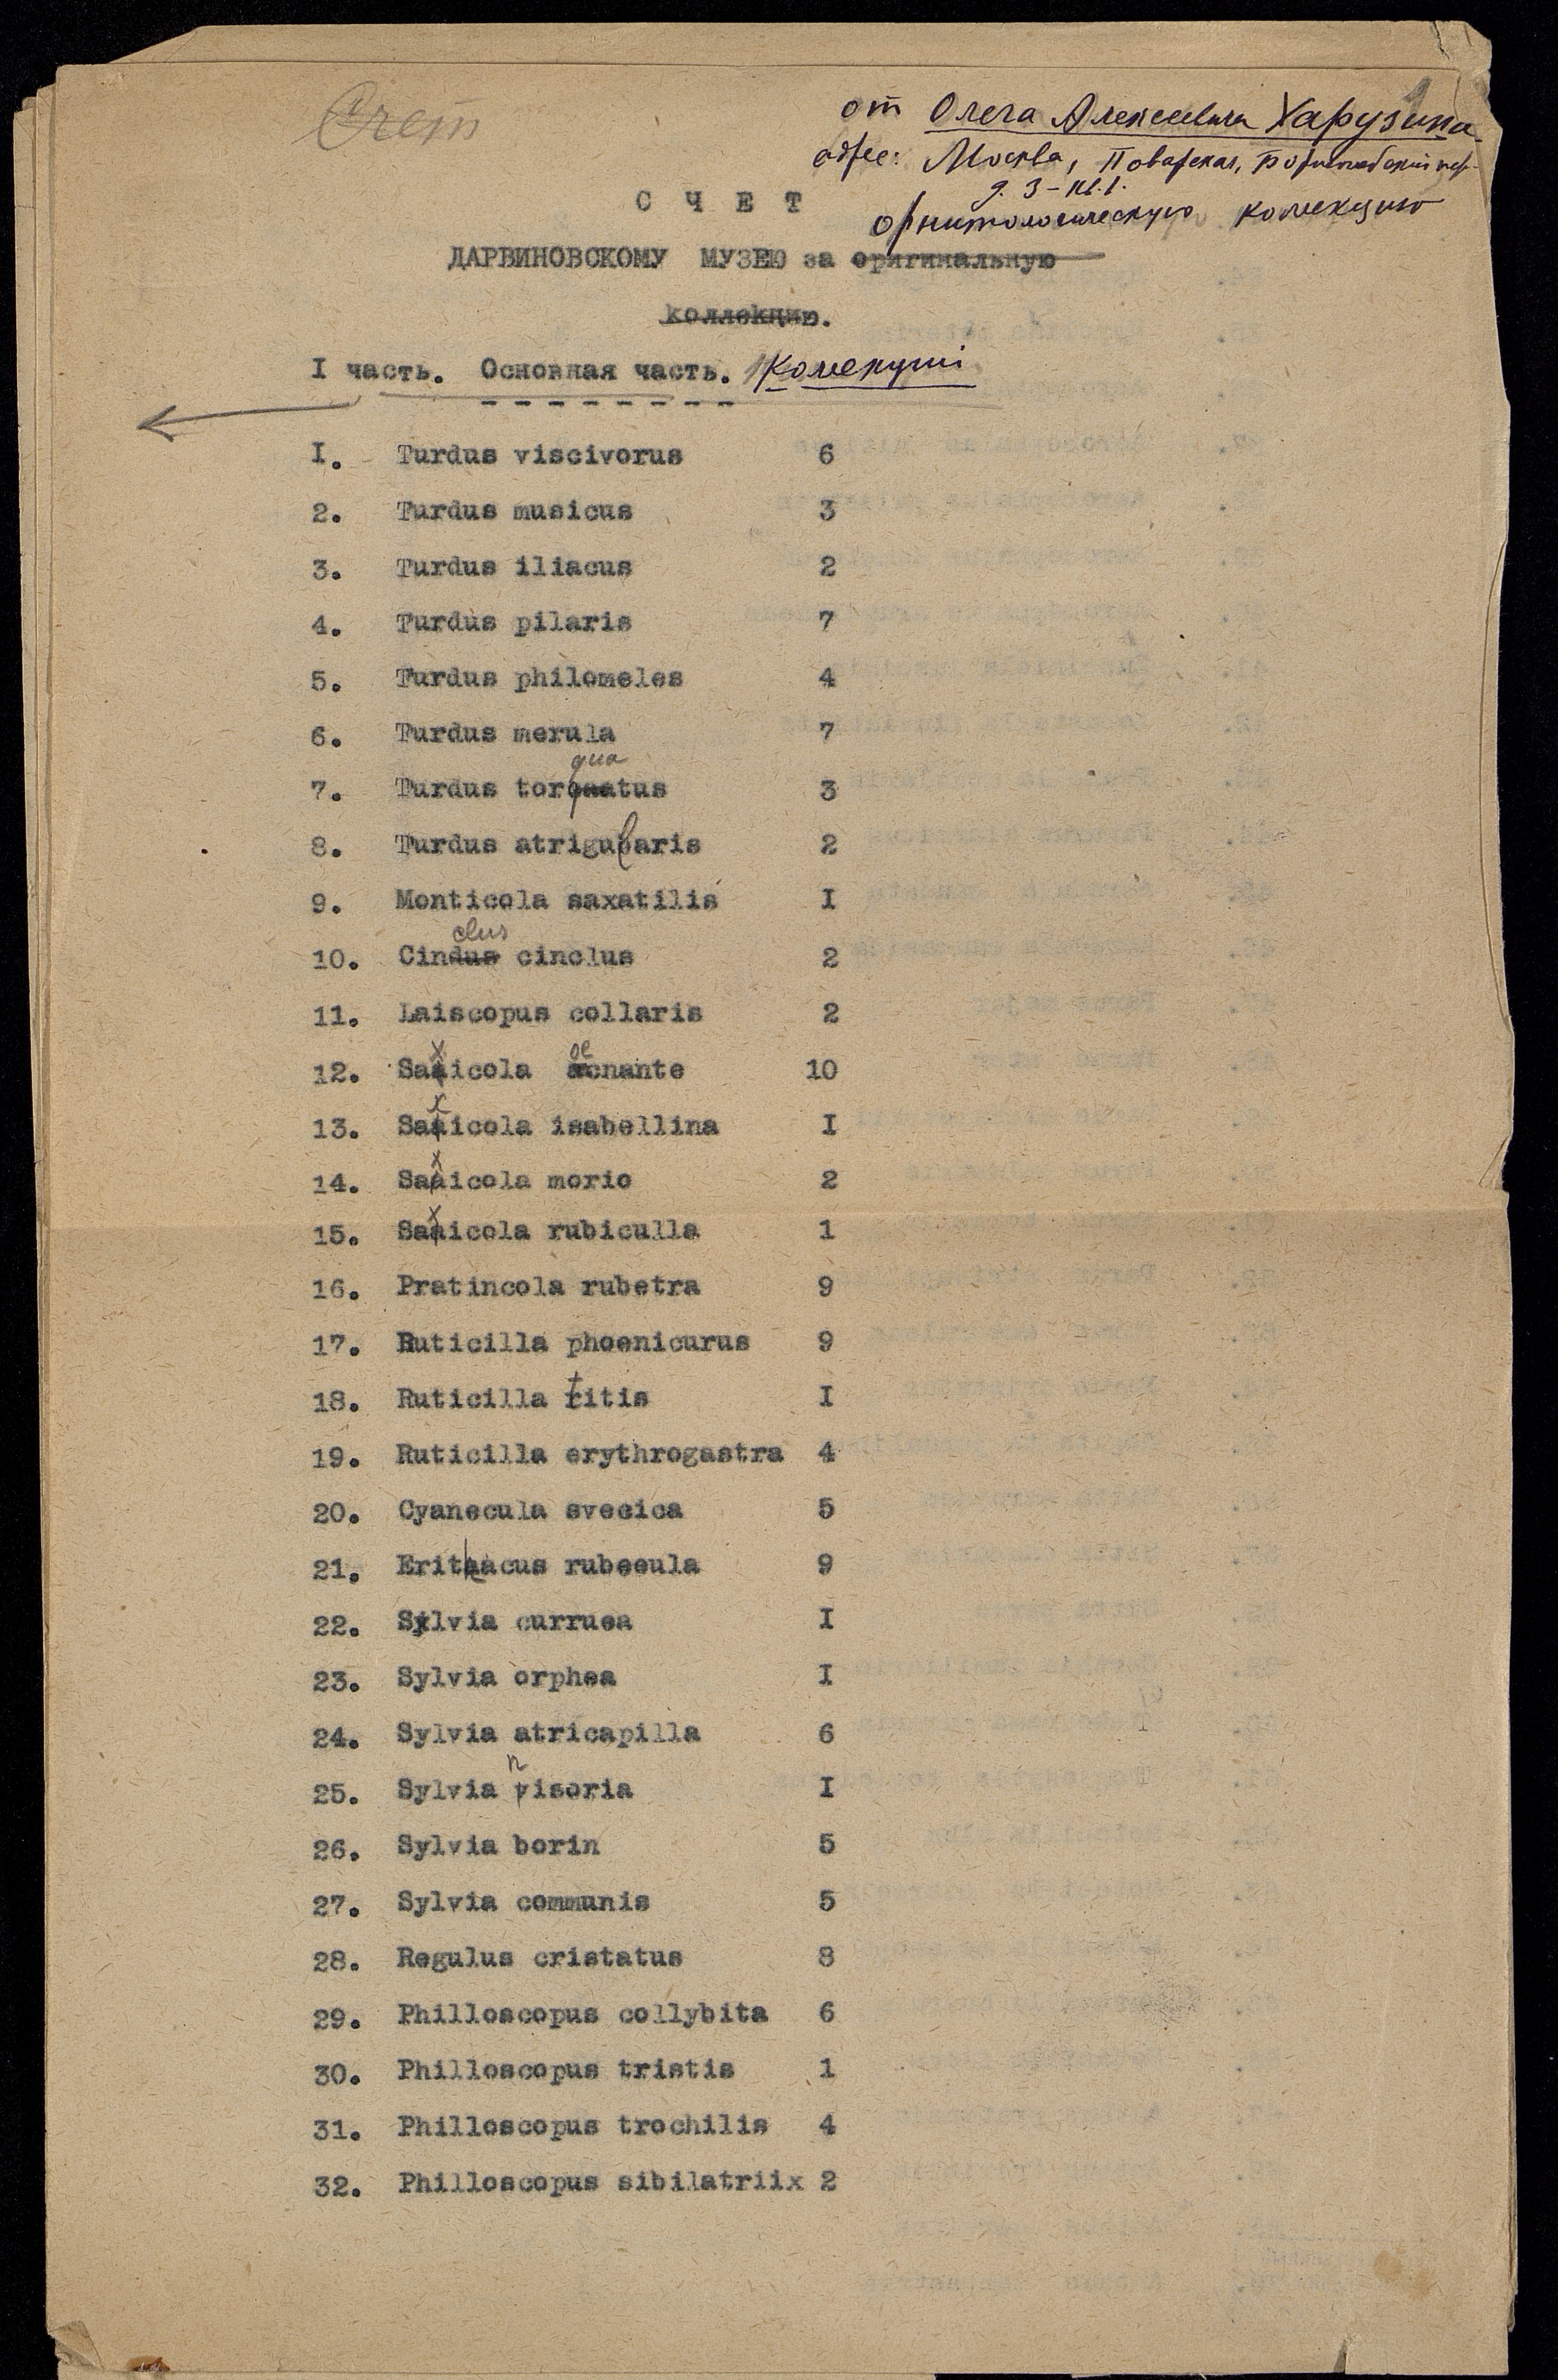 Счет
от Олега Алексеевича Харузина
адрес: Москва, Поварская, Борисоглебский пер.
д. 3 – кв. 1.
С Ч Е Т
орнитологическую коллекцию
ДАРВИНОВСКОМУ МУЗЕЮ за оригинальную
коллекцию.
I часть. Основная часть. Коллекции
I. Turdus viscivorus 6
2. Turdus musicus 3
3. Turdus iliacus 2
4. Turdus pilaris 7
5. Turdus philomeles 4
6. Turdus merula 7
7. Turdus torquatus 3
8. Turdus atrigularis 2
9. Monticola saxatilis I
10. Cinclus cinclus 2
11. Laiscopus collaris 2
12. Saxicola oenante 10
13. Saxicola isabellina I
14. Saxicola morio 2
15. Saxicola rubiculla 1
16. Pratincola rubetra 9
17. Ruticilla phoenicurus 9
18. Ruticilla titis I
19. Ruticilla erythrogastra 4
20. Cyanecula svecica 5
21. Erithacus rubecula 9
22. Sylvia curruca I
23. Sylvia orphea I
24. Sylvia atricapilla 6
25. Sylvia nisoria I
26. Sylvia borin 5
27. Sylvia communis 5
28. Regulus cristatus 8
29. Philloscopus collybita 6
30. Philloscopus tristis 1
31. Philloscopus trochilis 4
32. Philloscopus sibilatriix 2